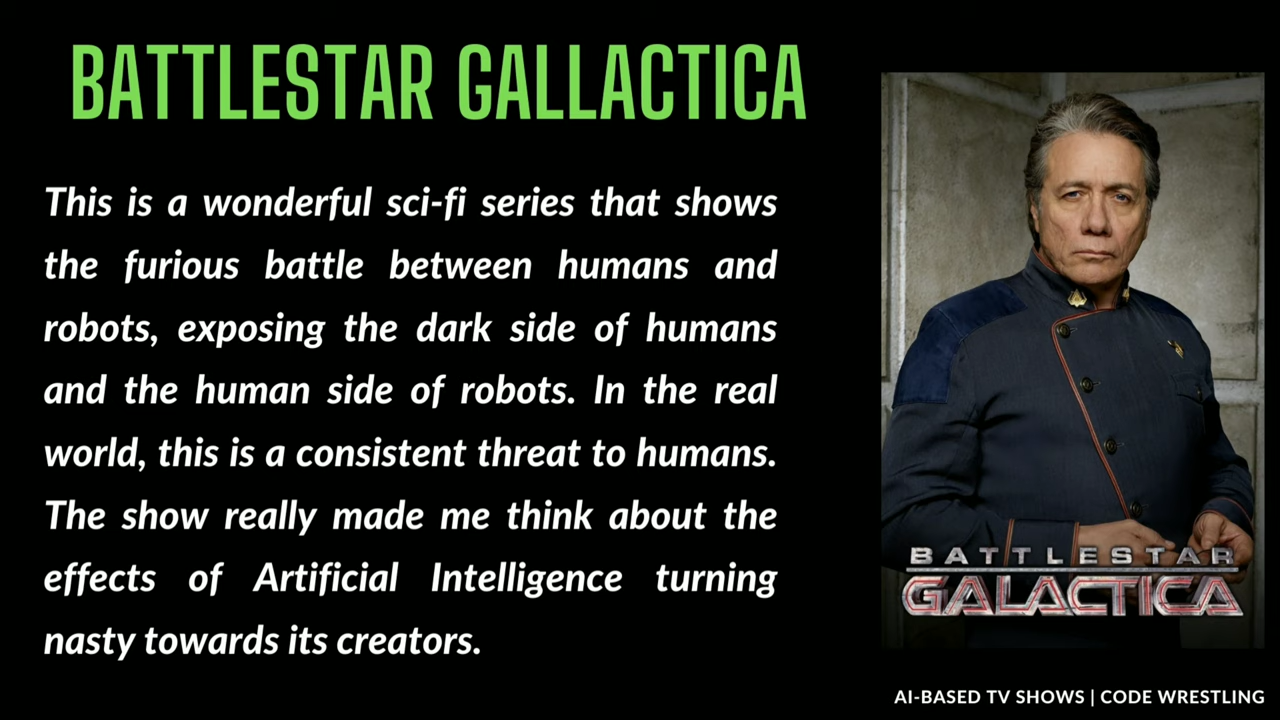 BATTLESTAR GALLACTICA
This is a wonderful sci-fi series that shows
the furious battle between humans and
robots, exposing the dark side of humans
and the human side of robots. In the real
world, this is a consistent threat to humans.
The show really made me think about the
effects of Artificial Intelligence turning
nasty towards its creators.
BATTLESTAR
GALACTICA
AI-BASED TV SHOWS | CODE WRESTLING